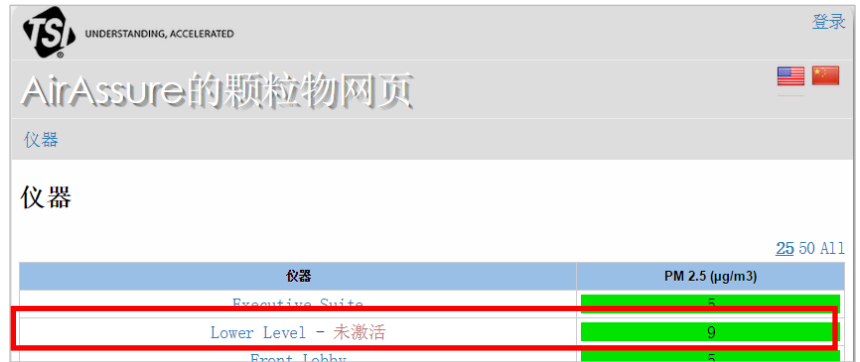 TSI UNDERSTANDING, ACCELERATED
登录
AirAssure的颗粒物网页
仪器
仪器
25 50 All
仪器 PM 2.5 (µg/m3)
Executive Suite 5
Lower Level - 未激活 9
Front Lobby 5